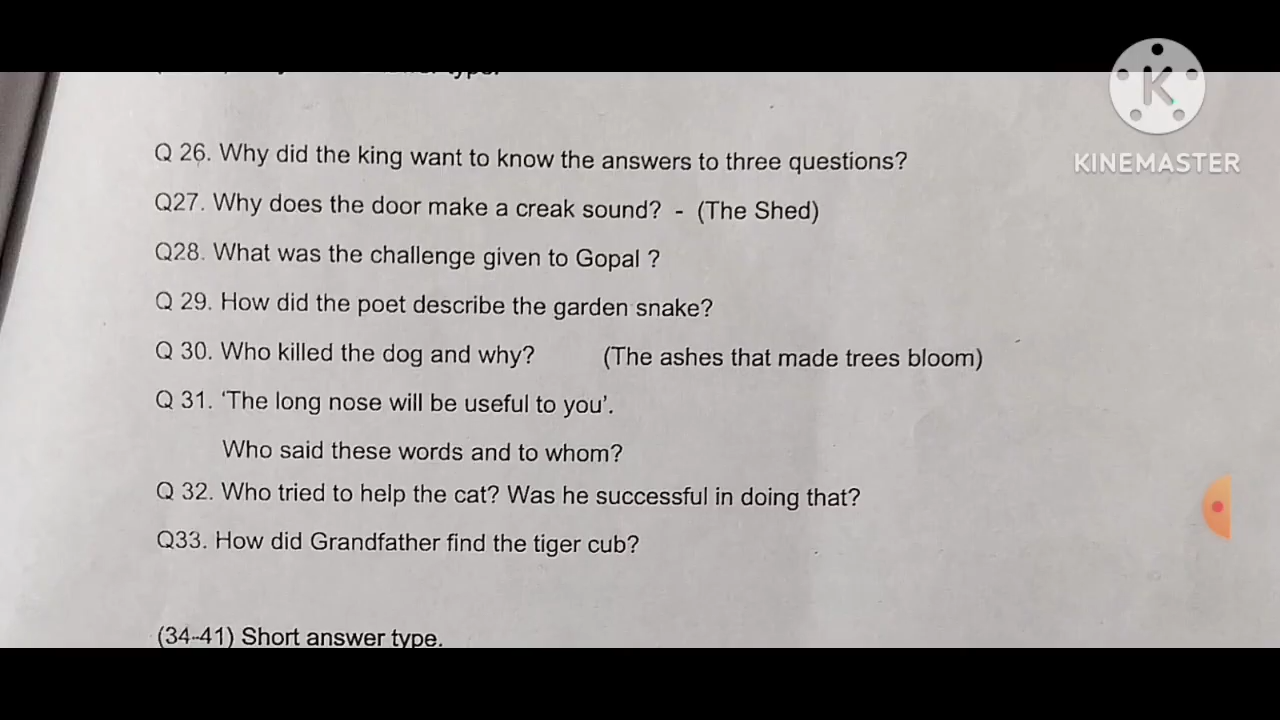 KINEMASTER
Q 26. Why did the king want to know the answers to three questions?
Q27. Why does the door make a creak sound? - (The Shed)
Q28. What was the challenge given to Gopal ?
Q 29. How did the poet describe the garden snake?
Q 30. Who killed the dog and why? (The ashes that made trees bloom)
Q 31. 'The long nose will be useful to you'.
Who said these words and to whom?
Q 32. Who tried to help the cat? Was he successful in doing that?
Q33. How did Grandfather find the tiger cub?
(34-41) Short answer type.